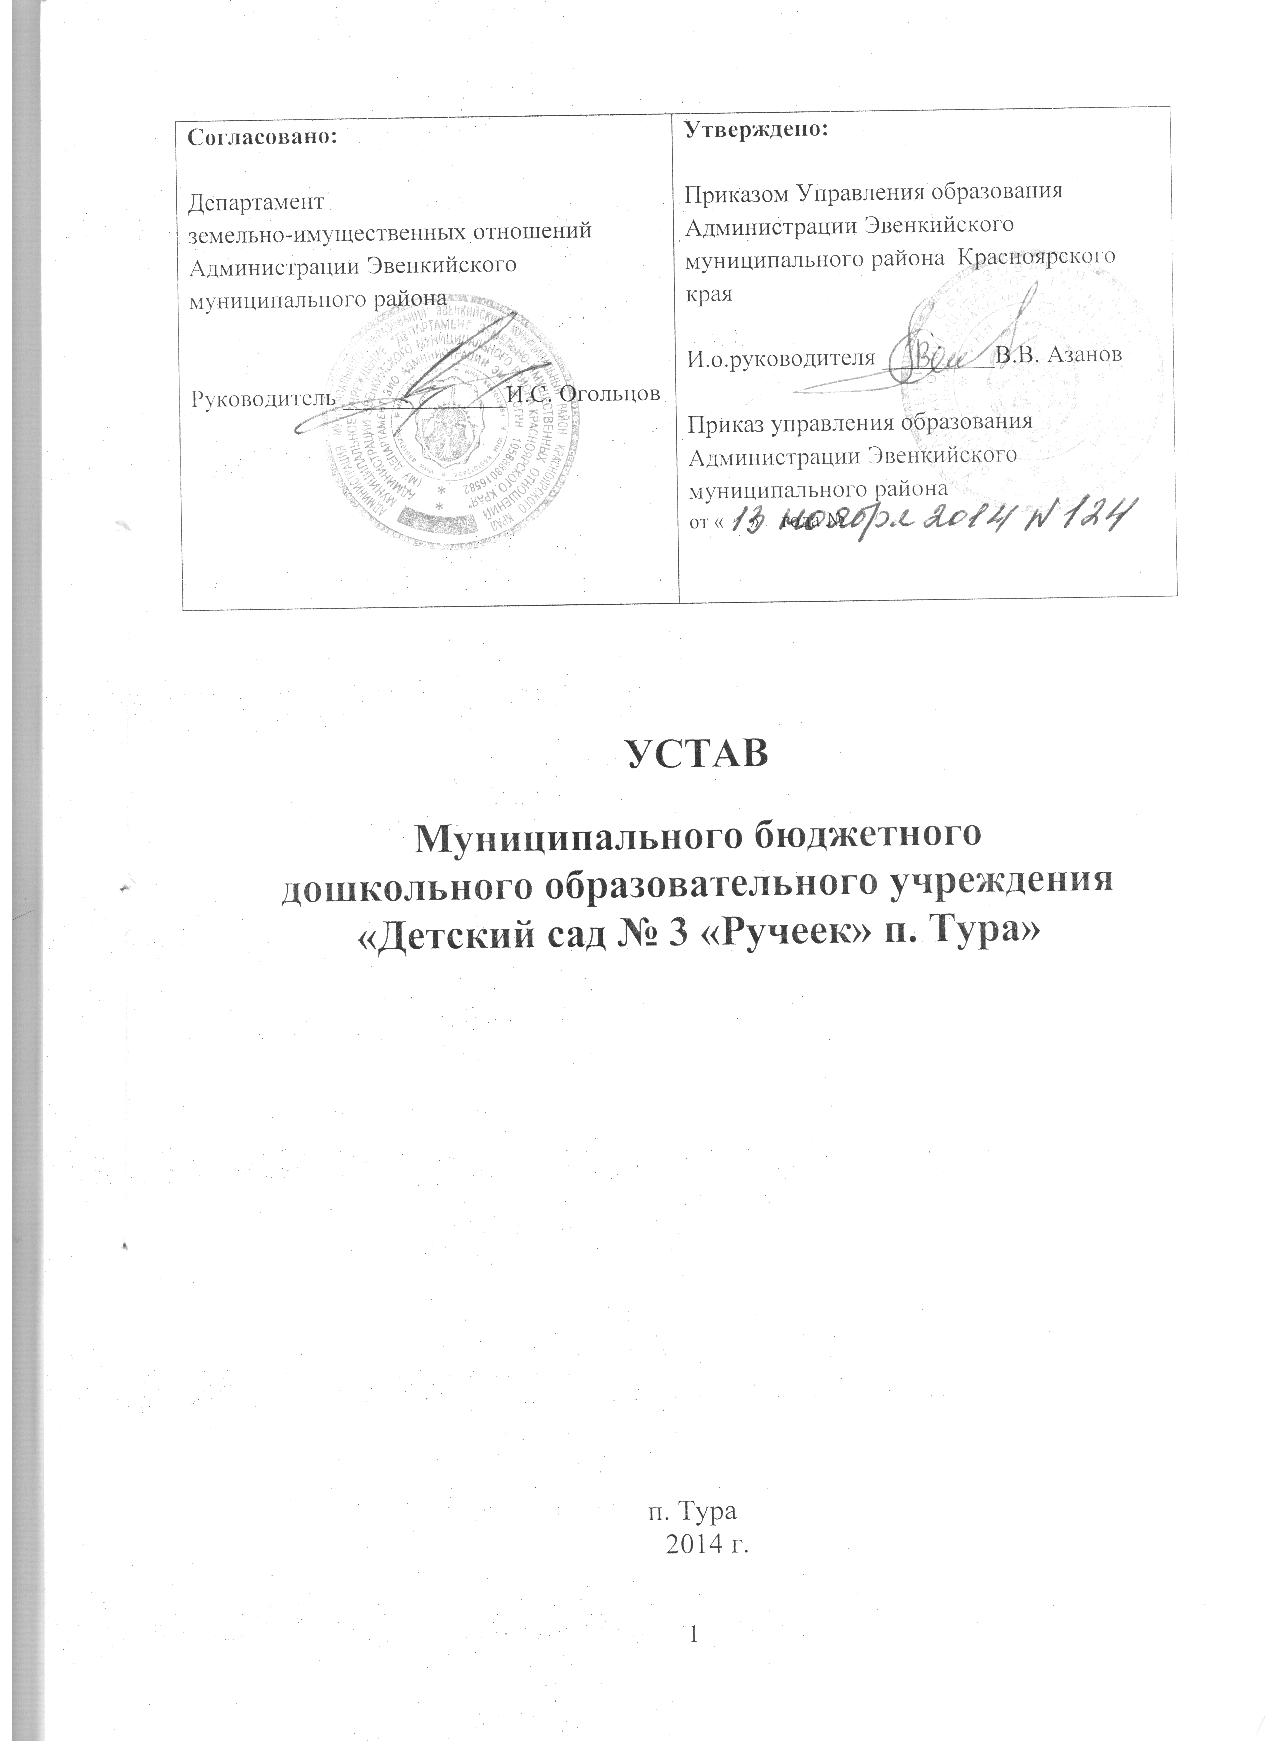 Согласовано:
Департамент
земельно-имущественных отношений
Администрации Эвенкийского
муниципального района
Руководитель ____________ И.С. Огольцов
Утверждено:
Приказом Управления образования
Администрации Эвенкийского
муниципального района Красноярского
края
И.о.руководителя _________В.В. Азанов
Приказ управления образования
Администрации Эвенкийского
муниципального района
от « 13 ноября 2014 N 124
УСТАВ
Муниципального бюджетного
дошкольного образовательного учреждения
«Детский сад № 3 «Ручеек» п. Тура»
п. Тура
2014 г.
1